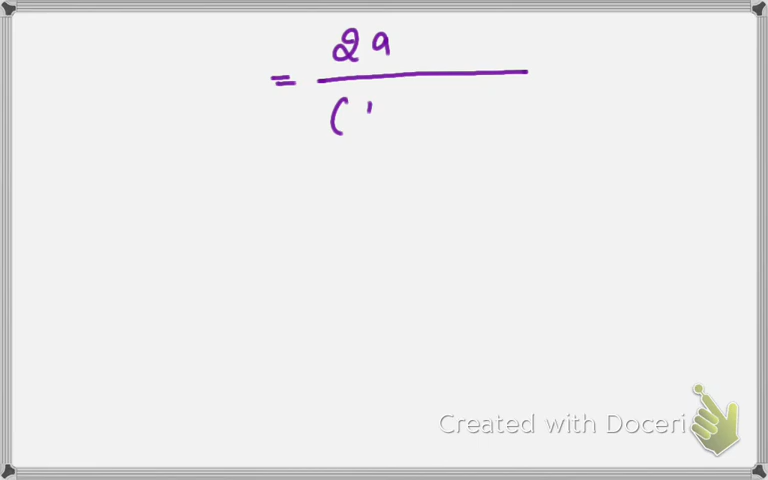 = 2a
(
Created with Doceri